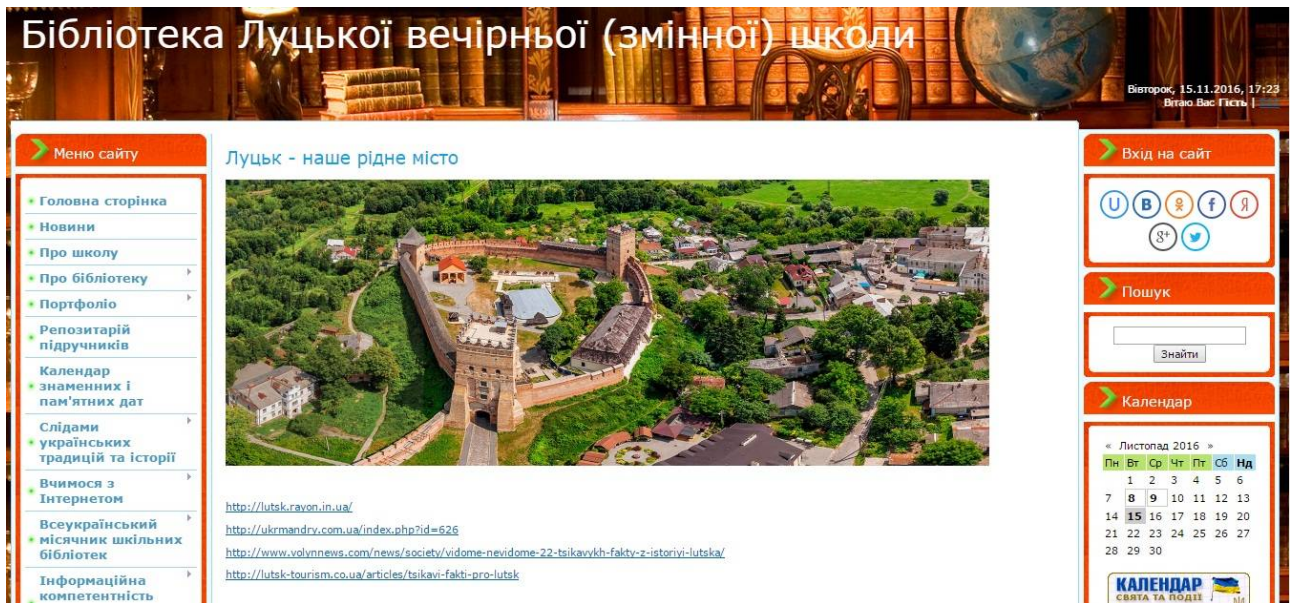 Бібліотека Луцької вечірньої (змінної) школи
Вівторок, 15.11.2016, 17:23
Вітаю Вас Гість |
Меню сайту
Головна сторінка
Новини
Про школу
Про бібліотеку
Портфоліо
Репозитарій
підручників
Календар
знаменних і
пам'ятних дат
Слідами
українських
традицій та історії
Вчимося з
Інтернетом
Всеукраїнський
місячник шкільних
бібліотек
Інформаційна
компетентність
Луцьк - наше рідне місто
http://lutsk.rayon.in.ua/
http://ukrmandry.com.ua/index.php?id=626
http://www.volynnews.com/news/society/vidome-nevidome-22-tsikavykh-fakty-z-istoriyi-lutska/
http://lutsk-tourism.co.ua/articles/tsikavi-fakti-pro-lutsk
Вхід на сайт
U В f Я
8+
Пошук
Знайти
Календар
« Листопад 2016 »
Пн Вт Ср Чт Пт Сб Нд
1 2 3 4 5 6
7 8 9 10 11 12 13
14 15 16 17 18 19 20
21 22 23 24 25 26 27
28 29 30
КАЛЕНДАР
СВЯТА ТА ПОДІЇ